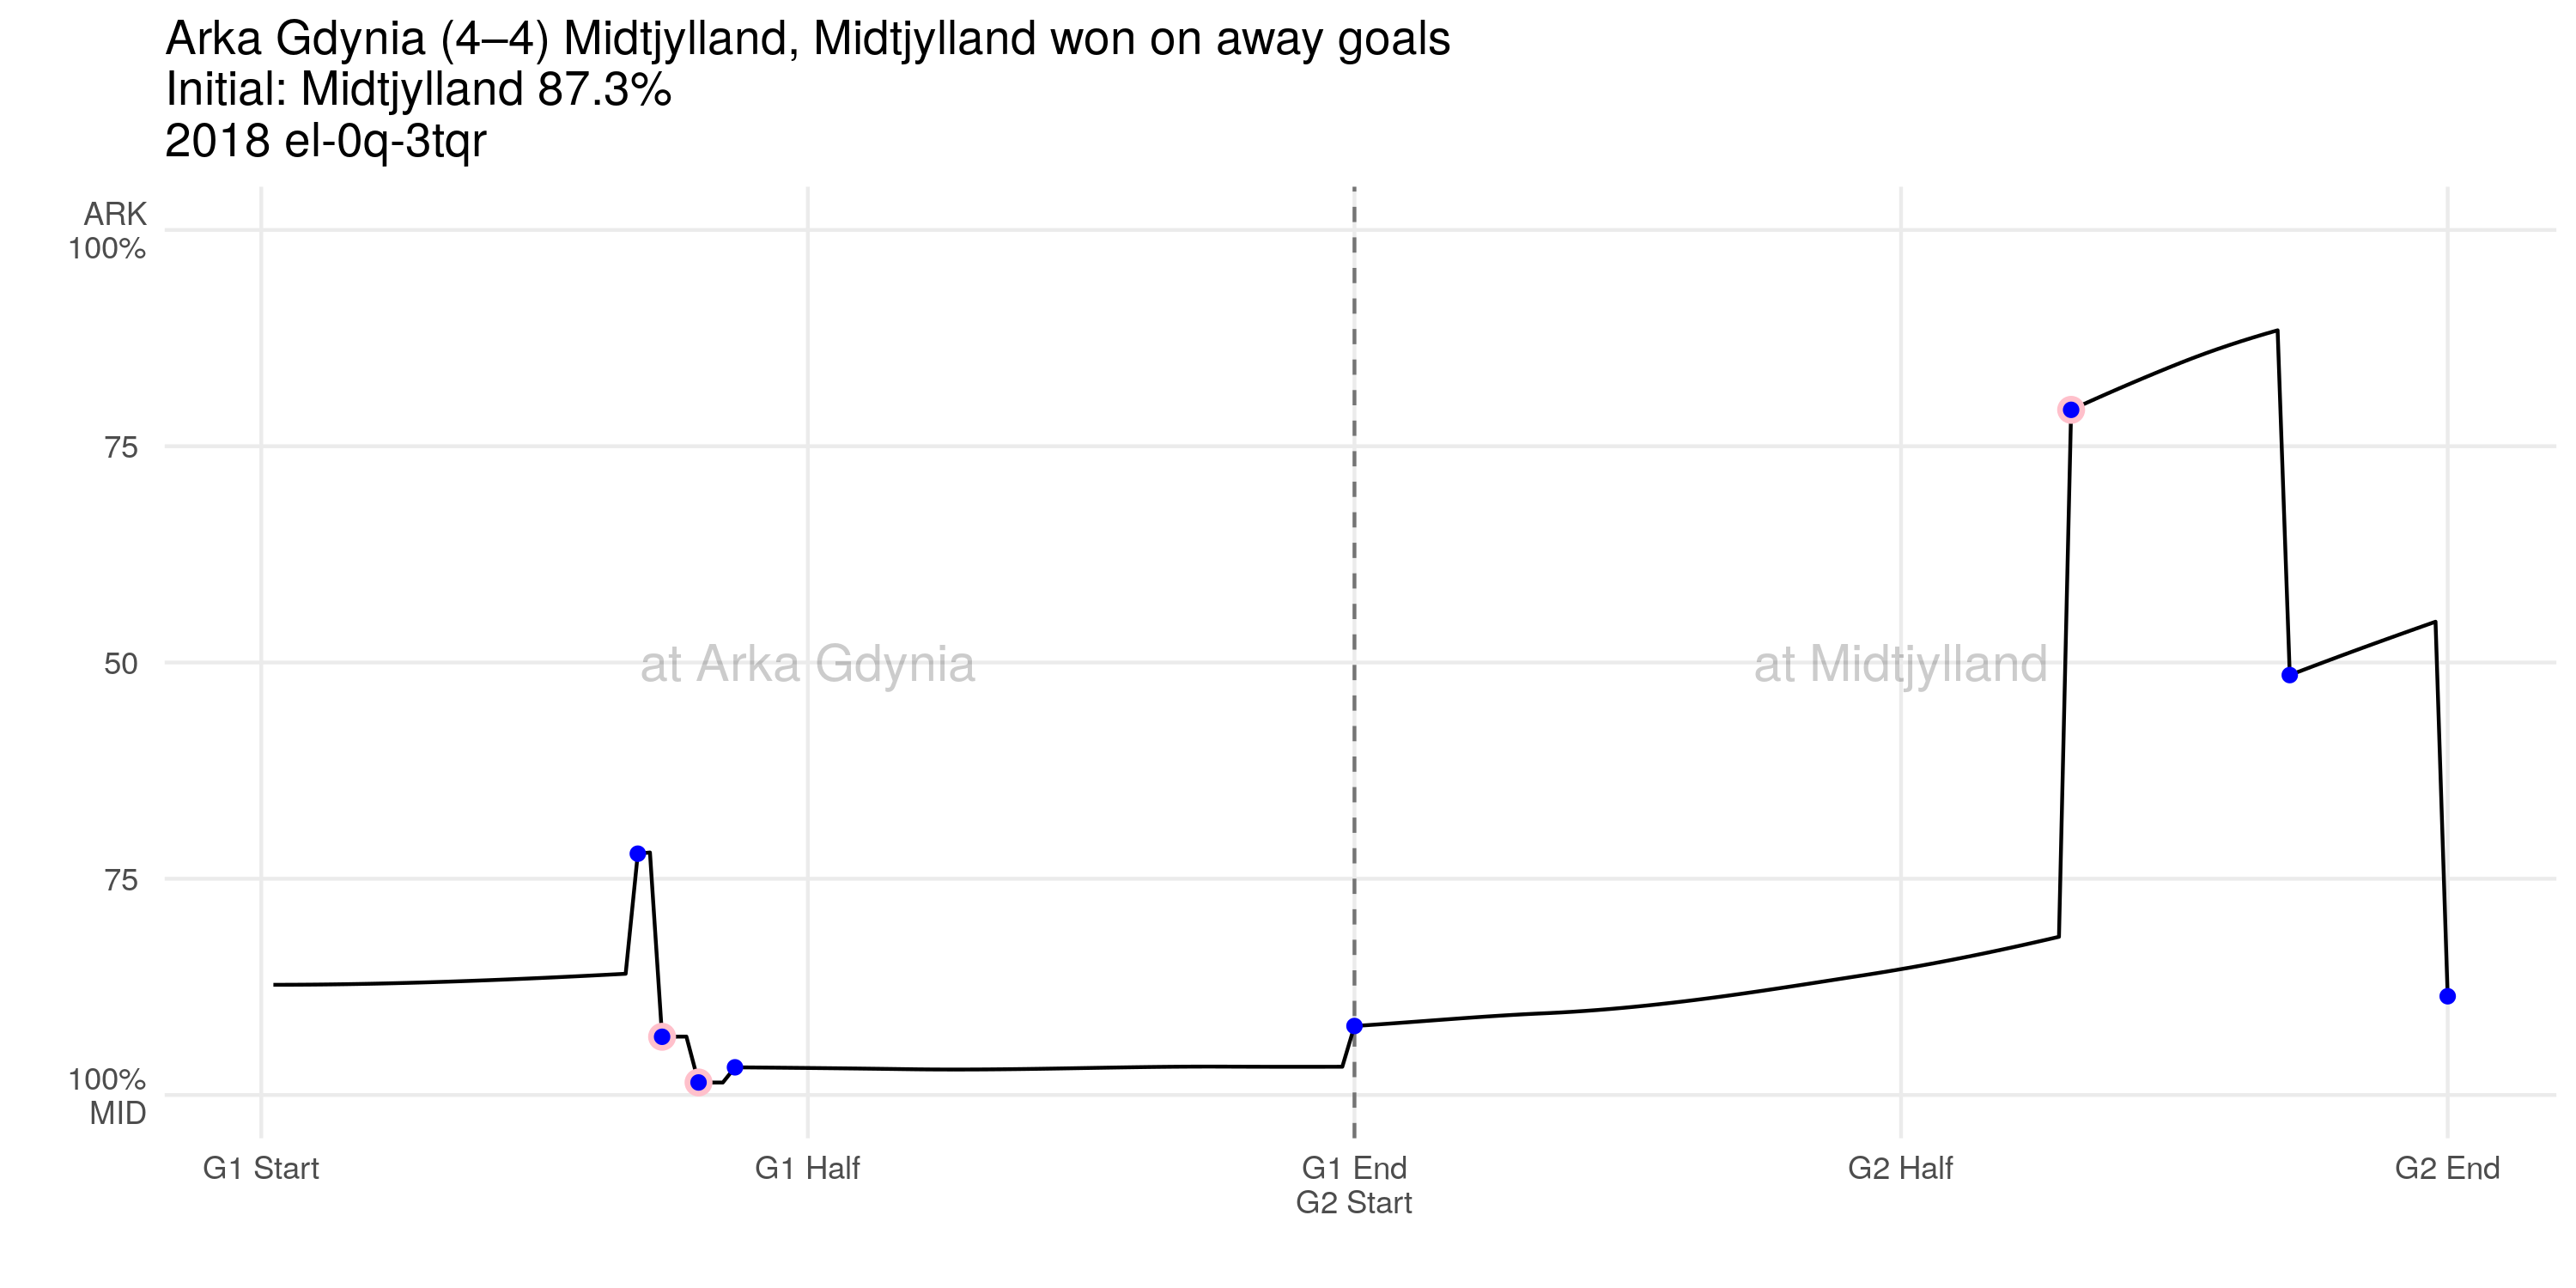 Arka Gdynia (4–4) Midtjylland, Midtjylland won on away goals
Initial: Midtjylland 87.3%
2018 el-0q-3tqr
ARK
100%
75
50
75
100%
MID
at Arka Gdynia
at Midtjylland
G1 Start
G1 Half
G1 End
G2 Start
G2 Half
G2 End